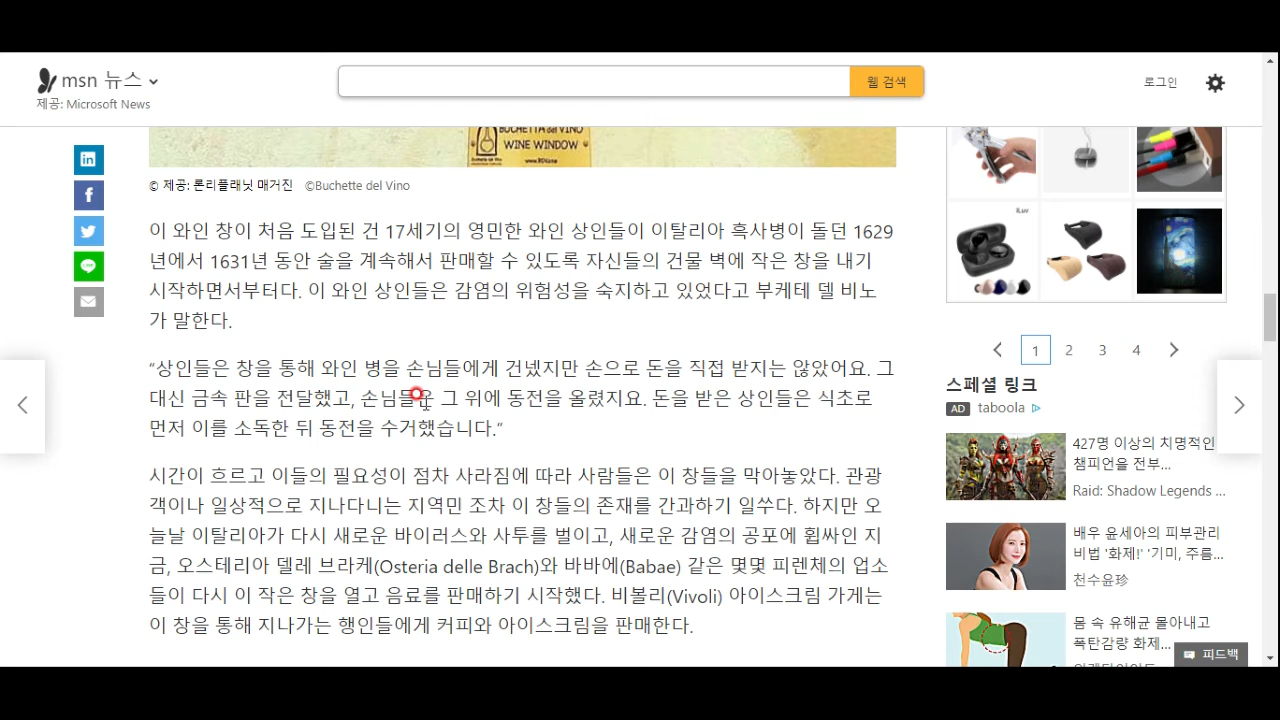 msn 뉴스
제공: Microsoft News
웹 검색
로그인
BUCHETTA DEL VINO
WINE WINDOW
© 제공: 론리플래닛 매거진 ©Buchette del Vino
이 와인 창이 처음 도입된 건 17세기의 영민한 와인 상인들이 이탈리아 흑사병이 돌던 1629
년에서 1631년 동안 술을 계속해서 판매할 수 있도록 자신들의 건물 벽에 작은 창을 내기
시작하면서부터다. 이 와인 상인들은 감염의 위험성을 숙지하고 있었다고 부케테 델 비노
가 말한다.
“상인들은 창을 통해 와인 병을 손님들에게 건넸지만 손으로 돈을 직접 받지는 않았어요. 그
대신 금속 판을 전달했고, 손님들은 그 위에 동전을 올렸지요. 돈을 받은 상인들은 식초로
먼저 이를 소독한 뒤 동전을 수거했습니다.“
시간이 흐르고 이들의 필요성이 점차 사라짐에 따라 사람들은 이 창들을 막아놓았다. 관광
객이나 일상적으로 지나다니는 지역민 조차 이 창들의 존재를 간과하기 일쑤다. 하지만 오
늘날 이탈리아가 다시 새로운 바이러스와 사투를 벌이고, 새로운 감염의 공포에 휩싸인 지
금, 오스테리아 델레 브라케(Osteria delle Brach)와 바바에(Babae) 같은 몇몇 피렌체의 업소
들이 다시 이 작은 창을 열고 음료를 판매하기 시작했다. 비볼리(Vivoli) 아이스크림 가게는
이 창을 통해 지나가는 행인들에게 커피와 아이스크림을 판매한다.
iLuv
1 2 3 4
스페셜 링크
AD taboola
427명 이상의 치명적인
챔피언을 전부...
Raid: Shadow Legends ...
배우 윤세아의 피부관리
비법 '화제!' '기미, 주름...
천수윤珍
몸 속 유해균 몰아내고
폭탄감량 화제...
피드백